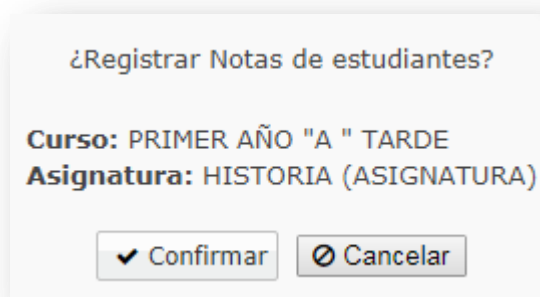 ¿Registrar Notas de estudiantes?
Curso: PRIMER AÑO "A " TARDE
Asignatura: HISTORIA (ASIGNATURA)
Confirmar Cancelar